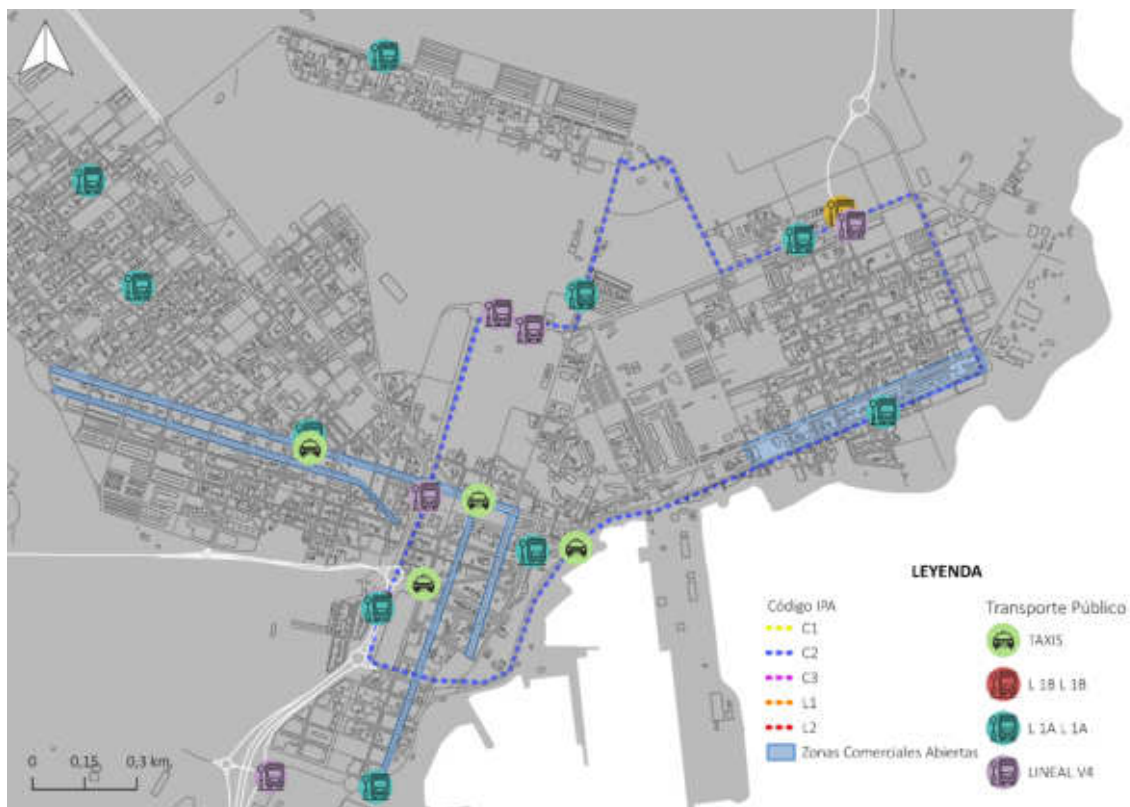 LEYENDA
Código IPA
C1
C2
C3
L1
L2
Zonas Comerciales Abiertas
Transporte Público
TAXIS
L 1B L 1B
L 1A L 1A
LINEAL V4
0 0,15 0,3 km